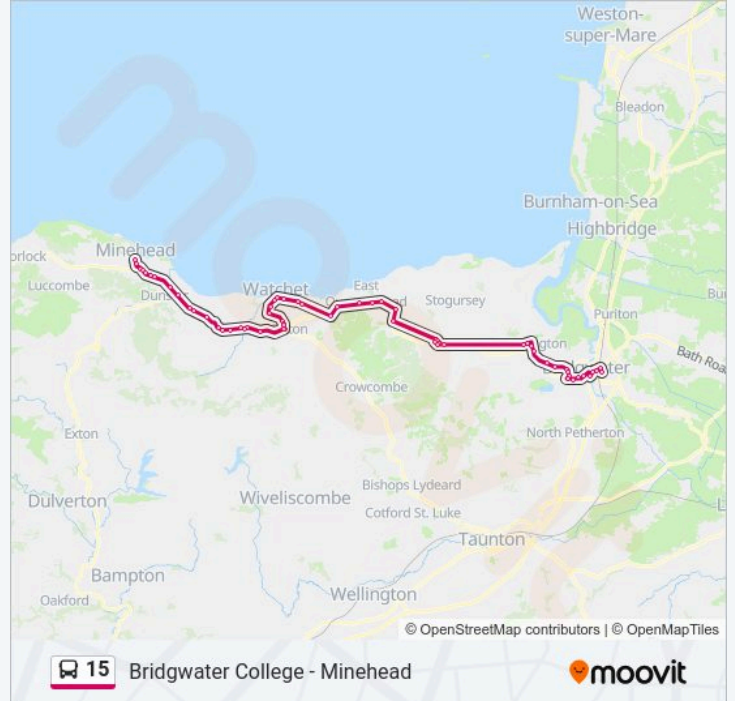 Weston-
super-Mare
Bleadon
Burnham-on-Sea
Highbridge
Minehead
orlock
Luccombe
Watchet
East
Stogursey
Puriton
Bath Roa
Crowcombe
North Petherton
Exton
Bishops Lydeard
Dulverton
Wiveliscombe
Cotford St. Luke
Taunton
Bampton
Wellington
Oakford
© OpenStreetMap contributors | © OpenMapTiles
15 Bridgwater College - Minehead
moovit